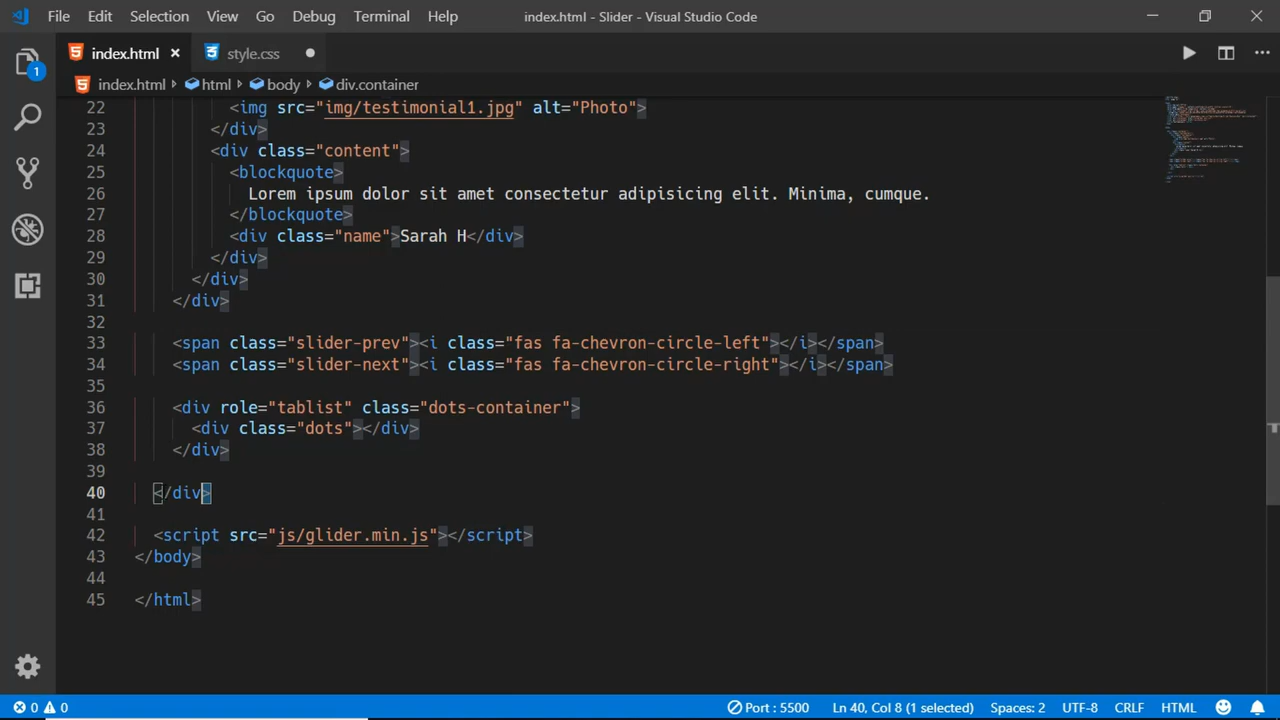 File Edit Selection View Go Debug Terminal Help index.html - Slider - Visual Studio Code
index.html style.css
index.html html body div.container
1
22 <img src="img/testimonial1.jpg" alt="Photo">
23 </div>
24 <div class="content">
25 <blockquote>
26 Lorem ipsum dolor sit amet consectetur adipisicing elit. Minima, cumque.
27 </blockquote>
28 <div class="name">Sarah H</div>
29 </div>
30 </div>
31 </div>
32
33 <span class="slider-prev"><i class="fas fa-chevron-circle-left"></i></span>
34 <span class="slider-next"><i class="fas fa-chevron-circle-right"></i></span>
35
36 <div role="tablist" class="dots-container">
37 <div class="dots"></div>
38 </div>
39
40 </div>
41
42 <script src="js/glider.min.js"></script>
43 </body>
44
45 </html>
0 0 Port : 5500 Ln 40, Col 8 (1 selected) Spaces: 2 UTF-8 CRLF HTML